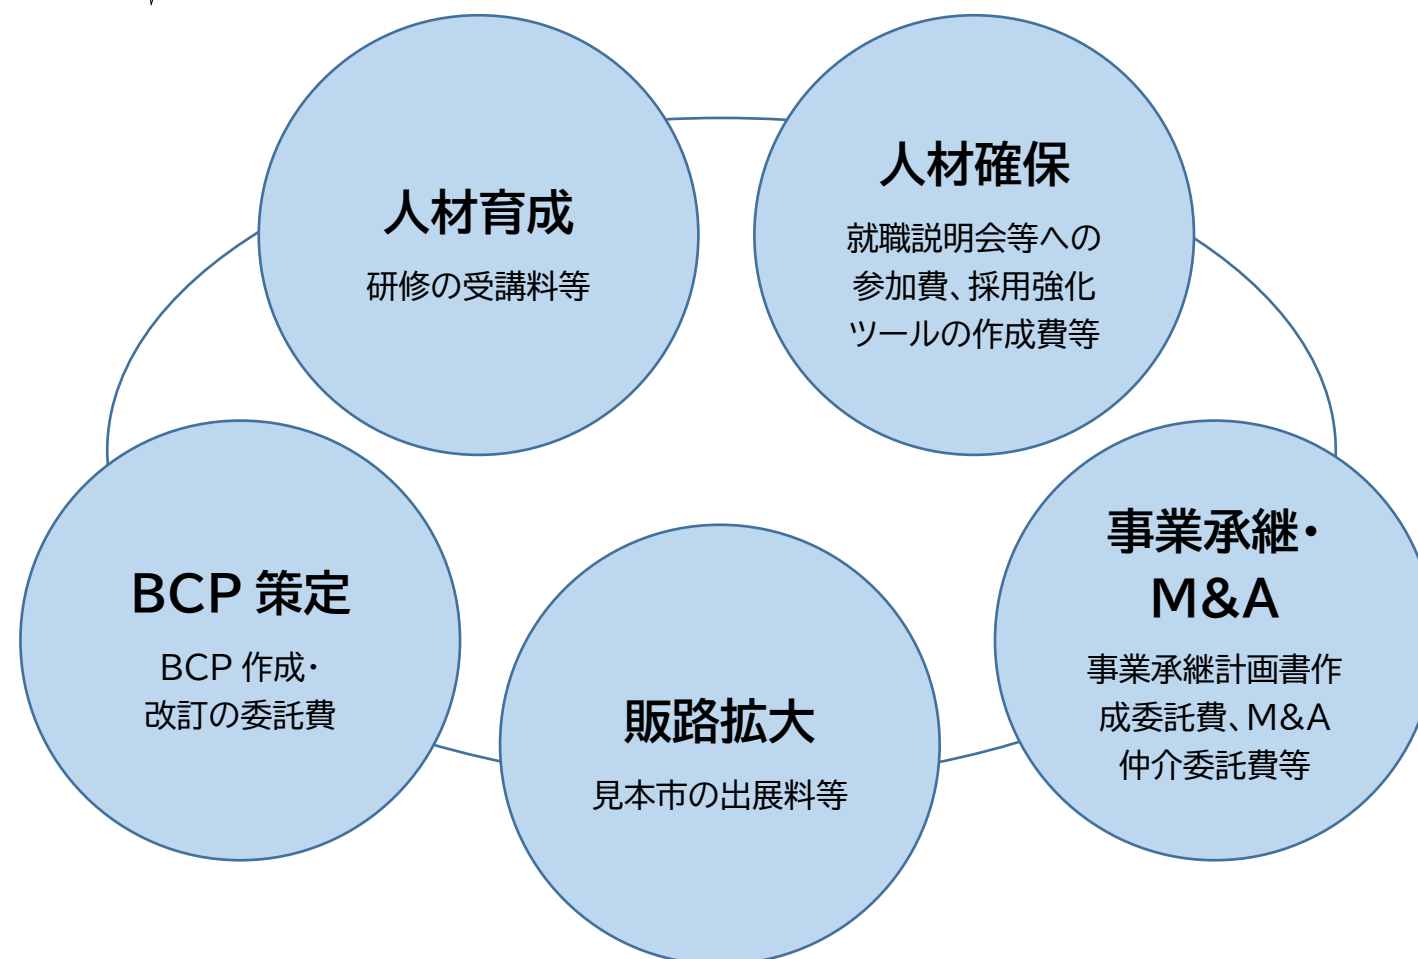 人材育成
研修の受講料等
人材確保
就職説明会等への
参加費、採用強化
ツールの作成費等
BCP 策定
BCP 作成・
改訂の委託費
販路拡大
見本市の出展料等
事業承継・
M&A
事業承継計画書作
成委託費、M&A
仲介委託費等